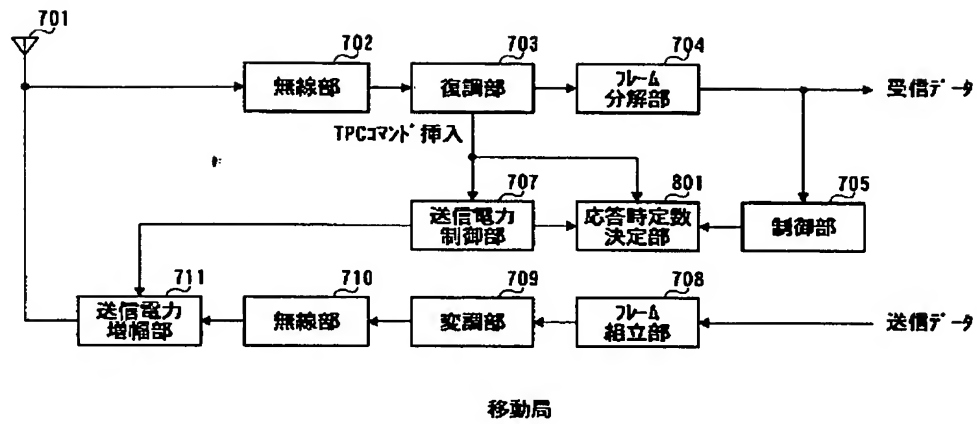 701
702
無線部
703
復調部
704
フレーム
分解部
受信データ
TPCコマンド挿入
707
送信電力
制御部
801
応答時定数
決定部
705
制御部
711
送信電力
増幅部
710
無線部
709
変調部
708
フレーム
組立部
送信データ
移動局